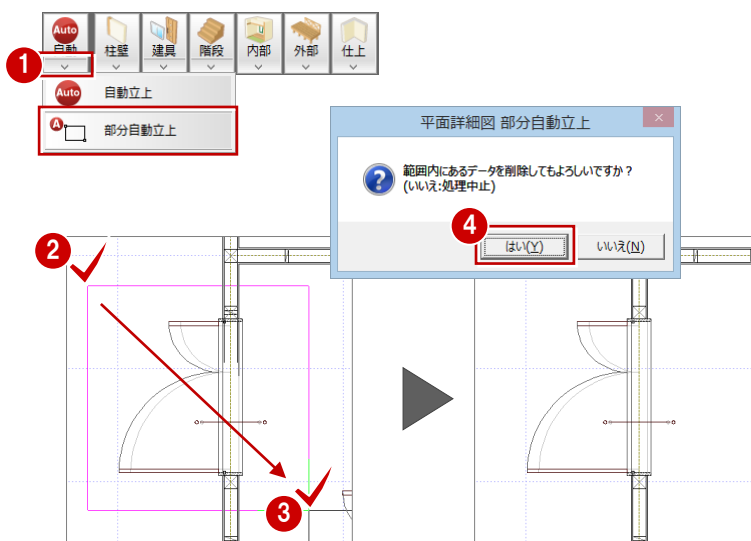 Auto
自動
柱壁
建具
階段
内部
外部
仕上
1
Auto 自動立上
A 部分自動立上
平面詳細図 部分自動立上
範囲内にあるデータを削除してもよろしいですか？
(いいえ:処理中止)
4
はい(Y)
いいえ(N)
2
3